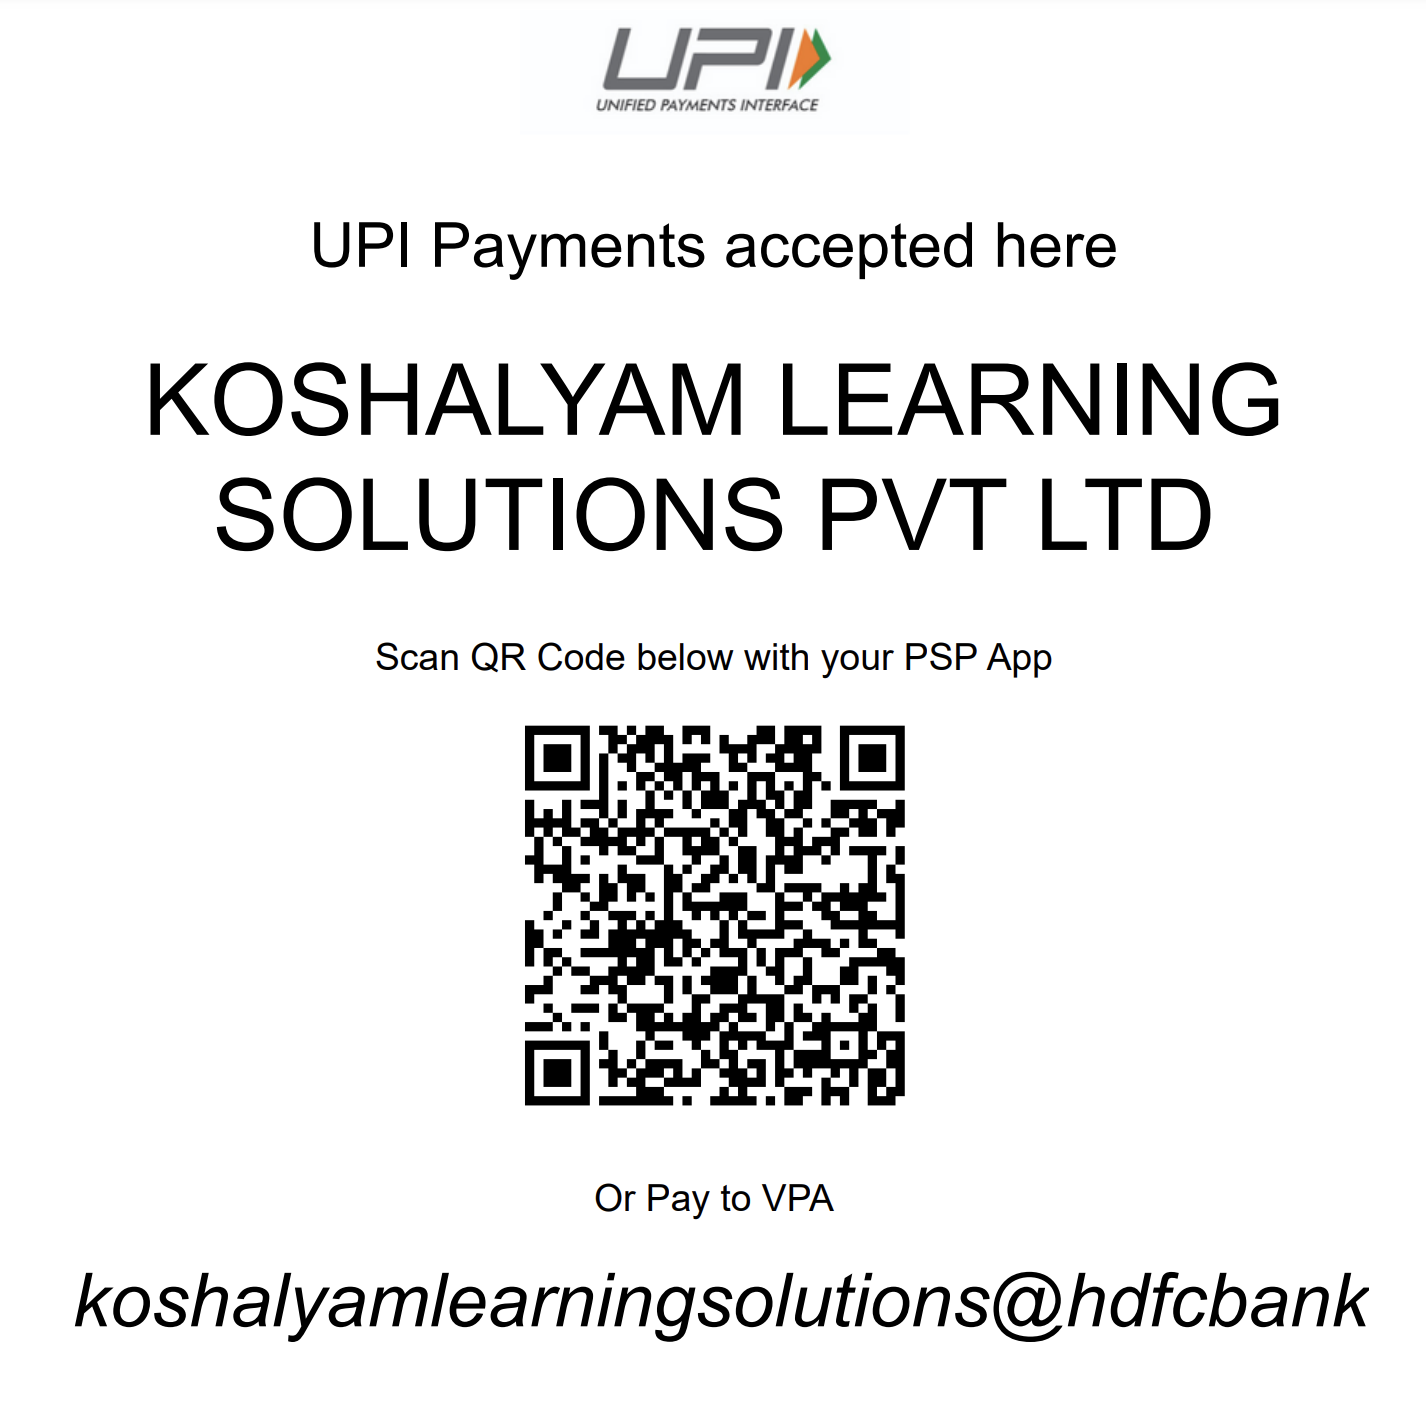 UPI
UNIFIED PAYMENTS INTERFACE
UPI Payments accepted here
KOSHALYAM LEARNING
SOLUTIONS PVT LTD
Scan QR Code below with your PSP App
Or Pay to VPA
koshalyamlearningsolutions@hdfcbank